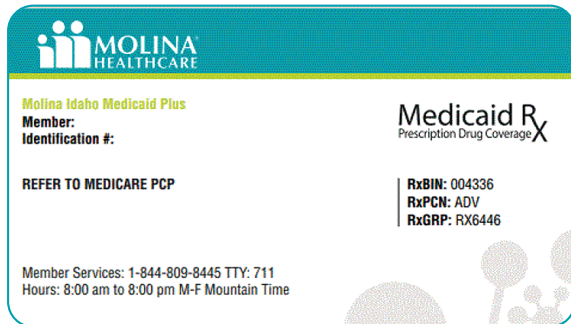 MOLINA
HEALTHCARE
Molina Idaho Medicaid Plus
Member:
Identification #:
REFER TO MEDICARE PCP
Medicaid Rx
Prescription Drug Coverage
RxBIN: 004336
RxPCN: ADV
RxGRP: RX6446
Member Services: 1-844-809-8445 TTY: 711
Hours: 8:00 am to 8:00 pm M-F Mountain Time